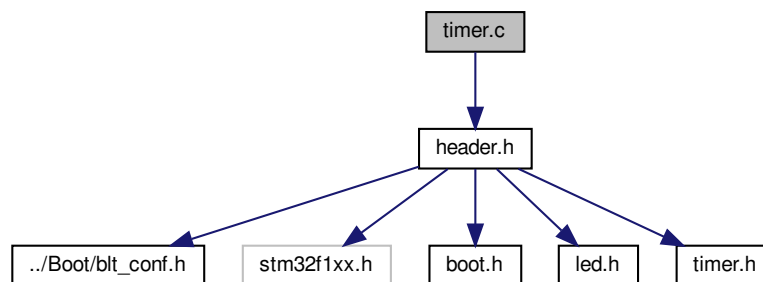 timer.c
header.h
../Boot/blt_conf.h
stm32f1xx.h
boot.h
led.h
timer.h